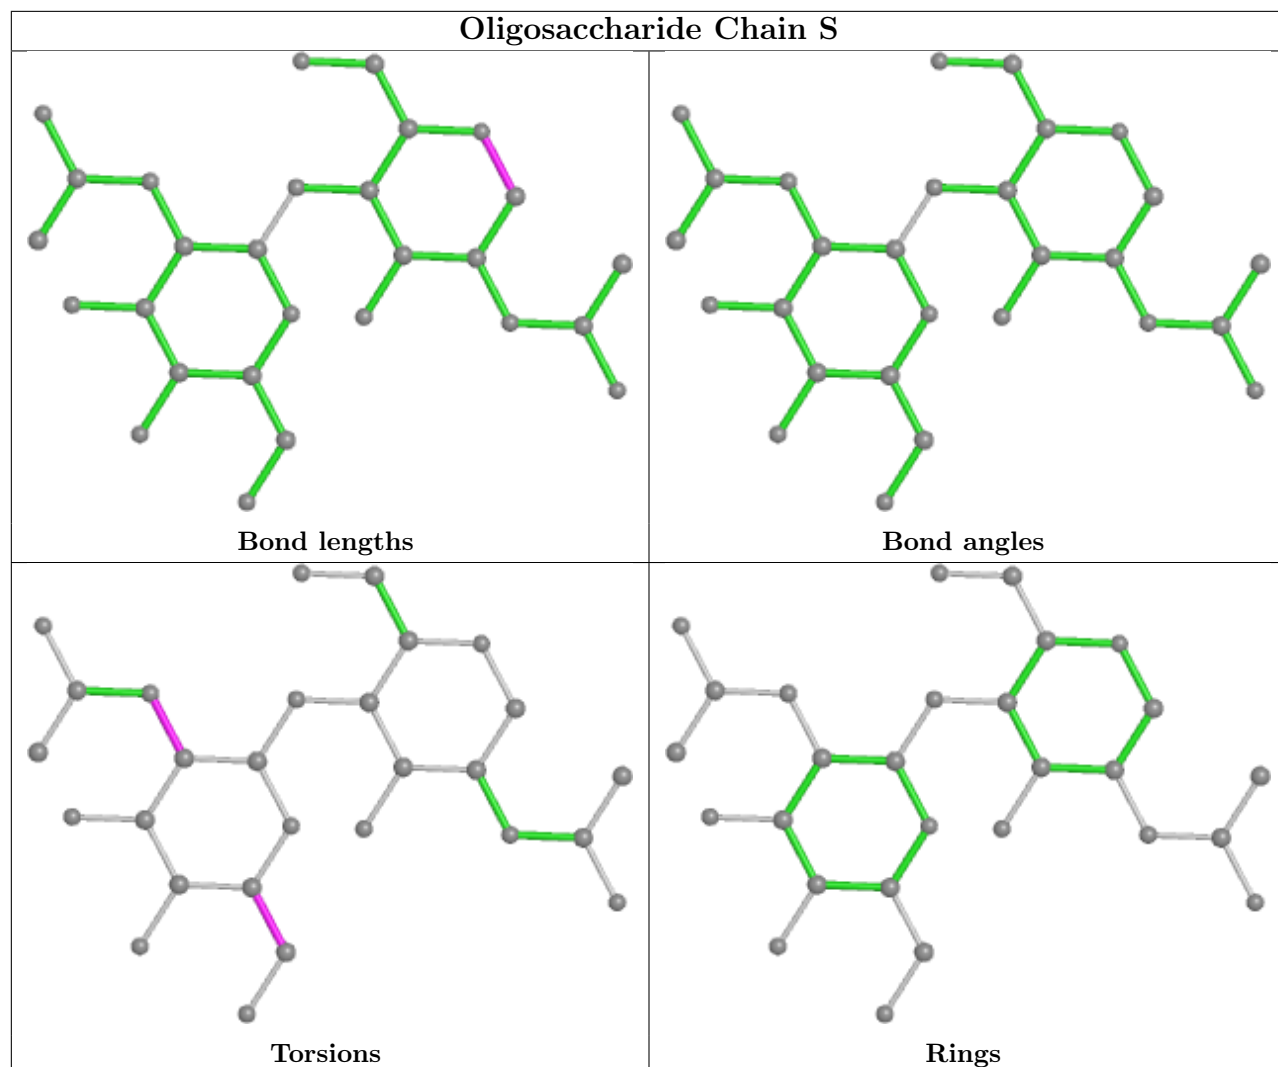 Oligosaccharide Chain S
Bond lengths
Bond angles
Torsions
Rings